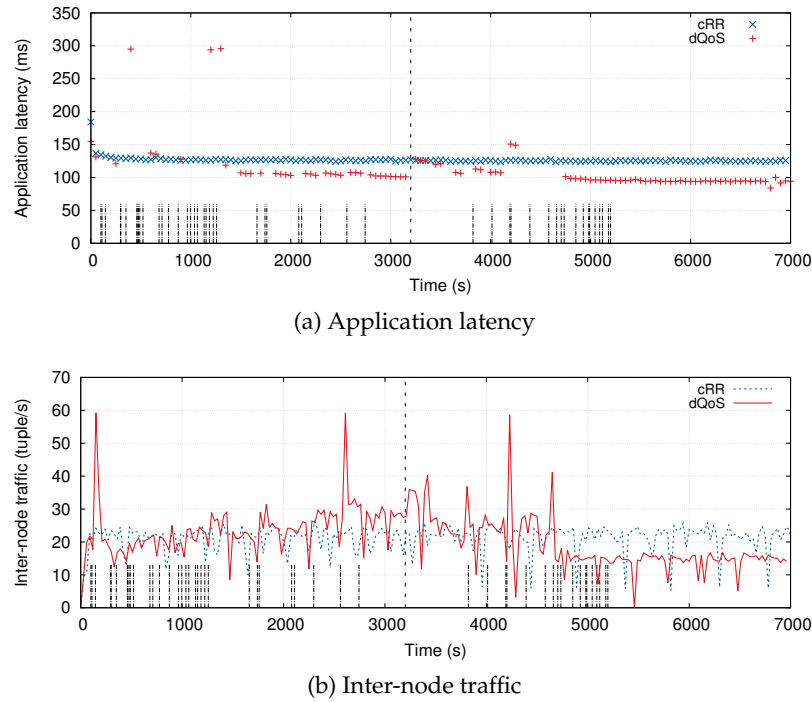 350
300
250
200
150
100
50
0
Application latency (ms)
cRR
dQoS
0 1000 2000 3000 4000 5000 6000 7000
Time (s)
(a) Application latency
70
60
50
40
30
20
10
0
Inter-node traffic (tuple/s)
cRR
dQoS
0 1000 2000 3000 4000 5000 6000 7000
Time (s)
(b) Inter-node traffic